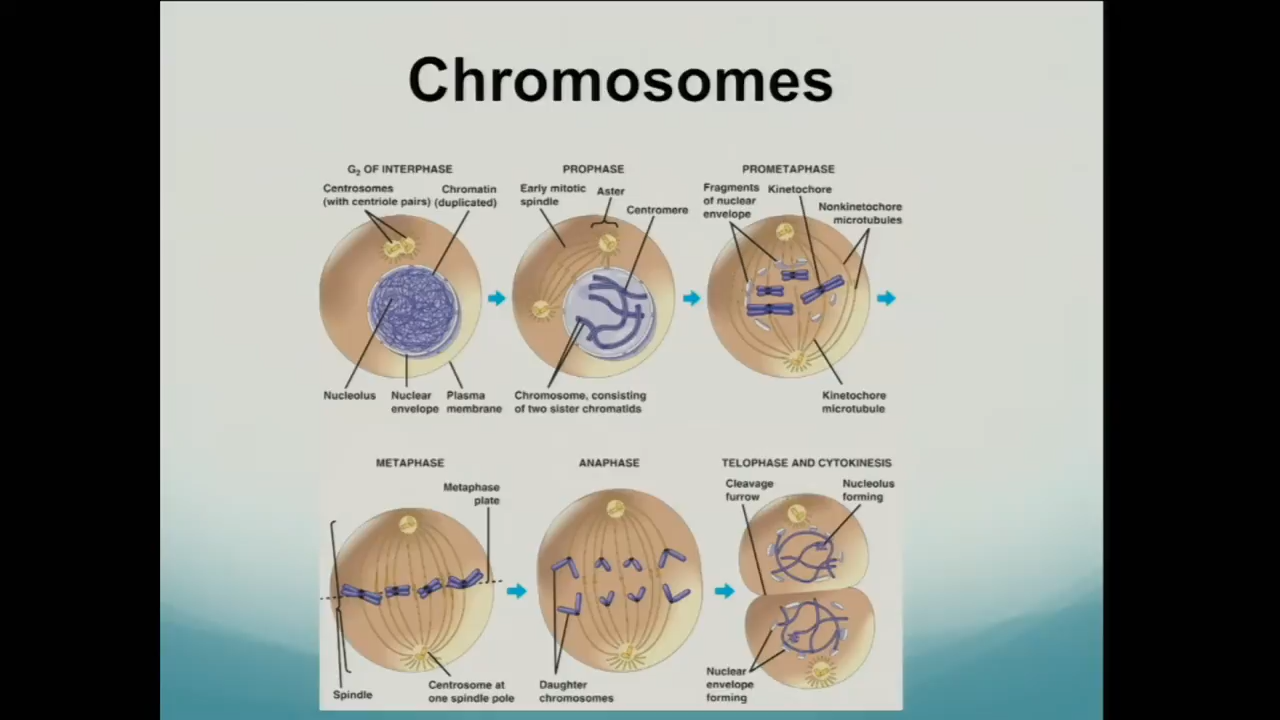 Chromosomes
G2 OF INTERPHASE
Centrosomes
(with centriole pairs)
Chromatin
(duplicated)
Nucleolus
Nuclear
envelope
Plasma
membrane
PROPHASE
Early mitotic
spindle
Aster
Centromere
Chromosome, consisting
of two sister chromatids
PROMETAPHASE
Fragments
of nuclear
envelope
Kinetochore
Nonkinetochore
microtubules
Kinetochore
microtubule
METAPHASE
Metaphase
plate
Spindle
Centrosome at
one spindle pole
ANAPHASE
Daughter
chromosomes
TELOPHASE AND CYTOKINESIS
Cleavage
furrow
Nucleolus
forming
Nuclear
envelope
forming